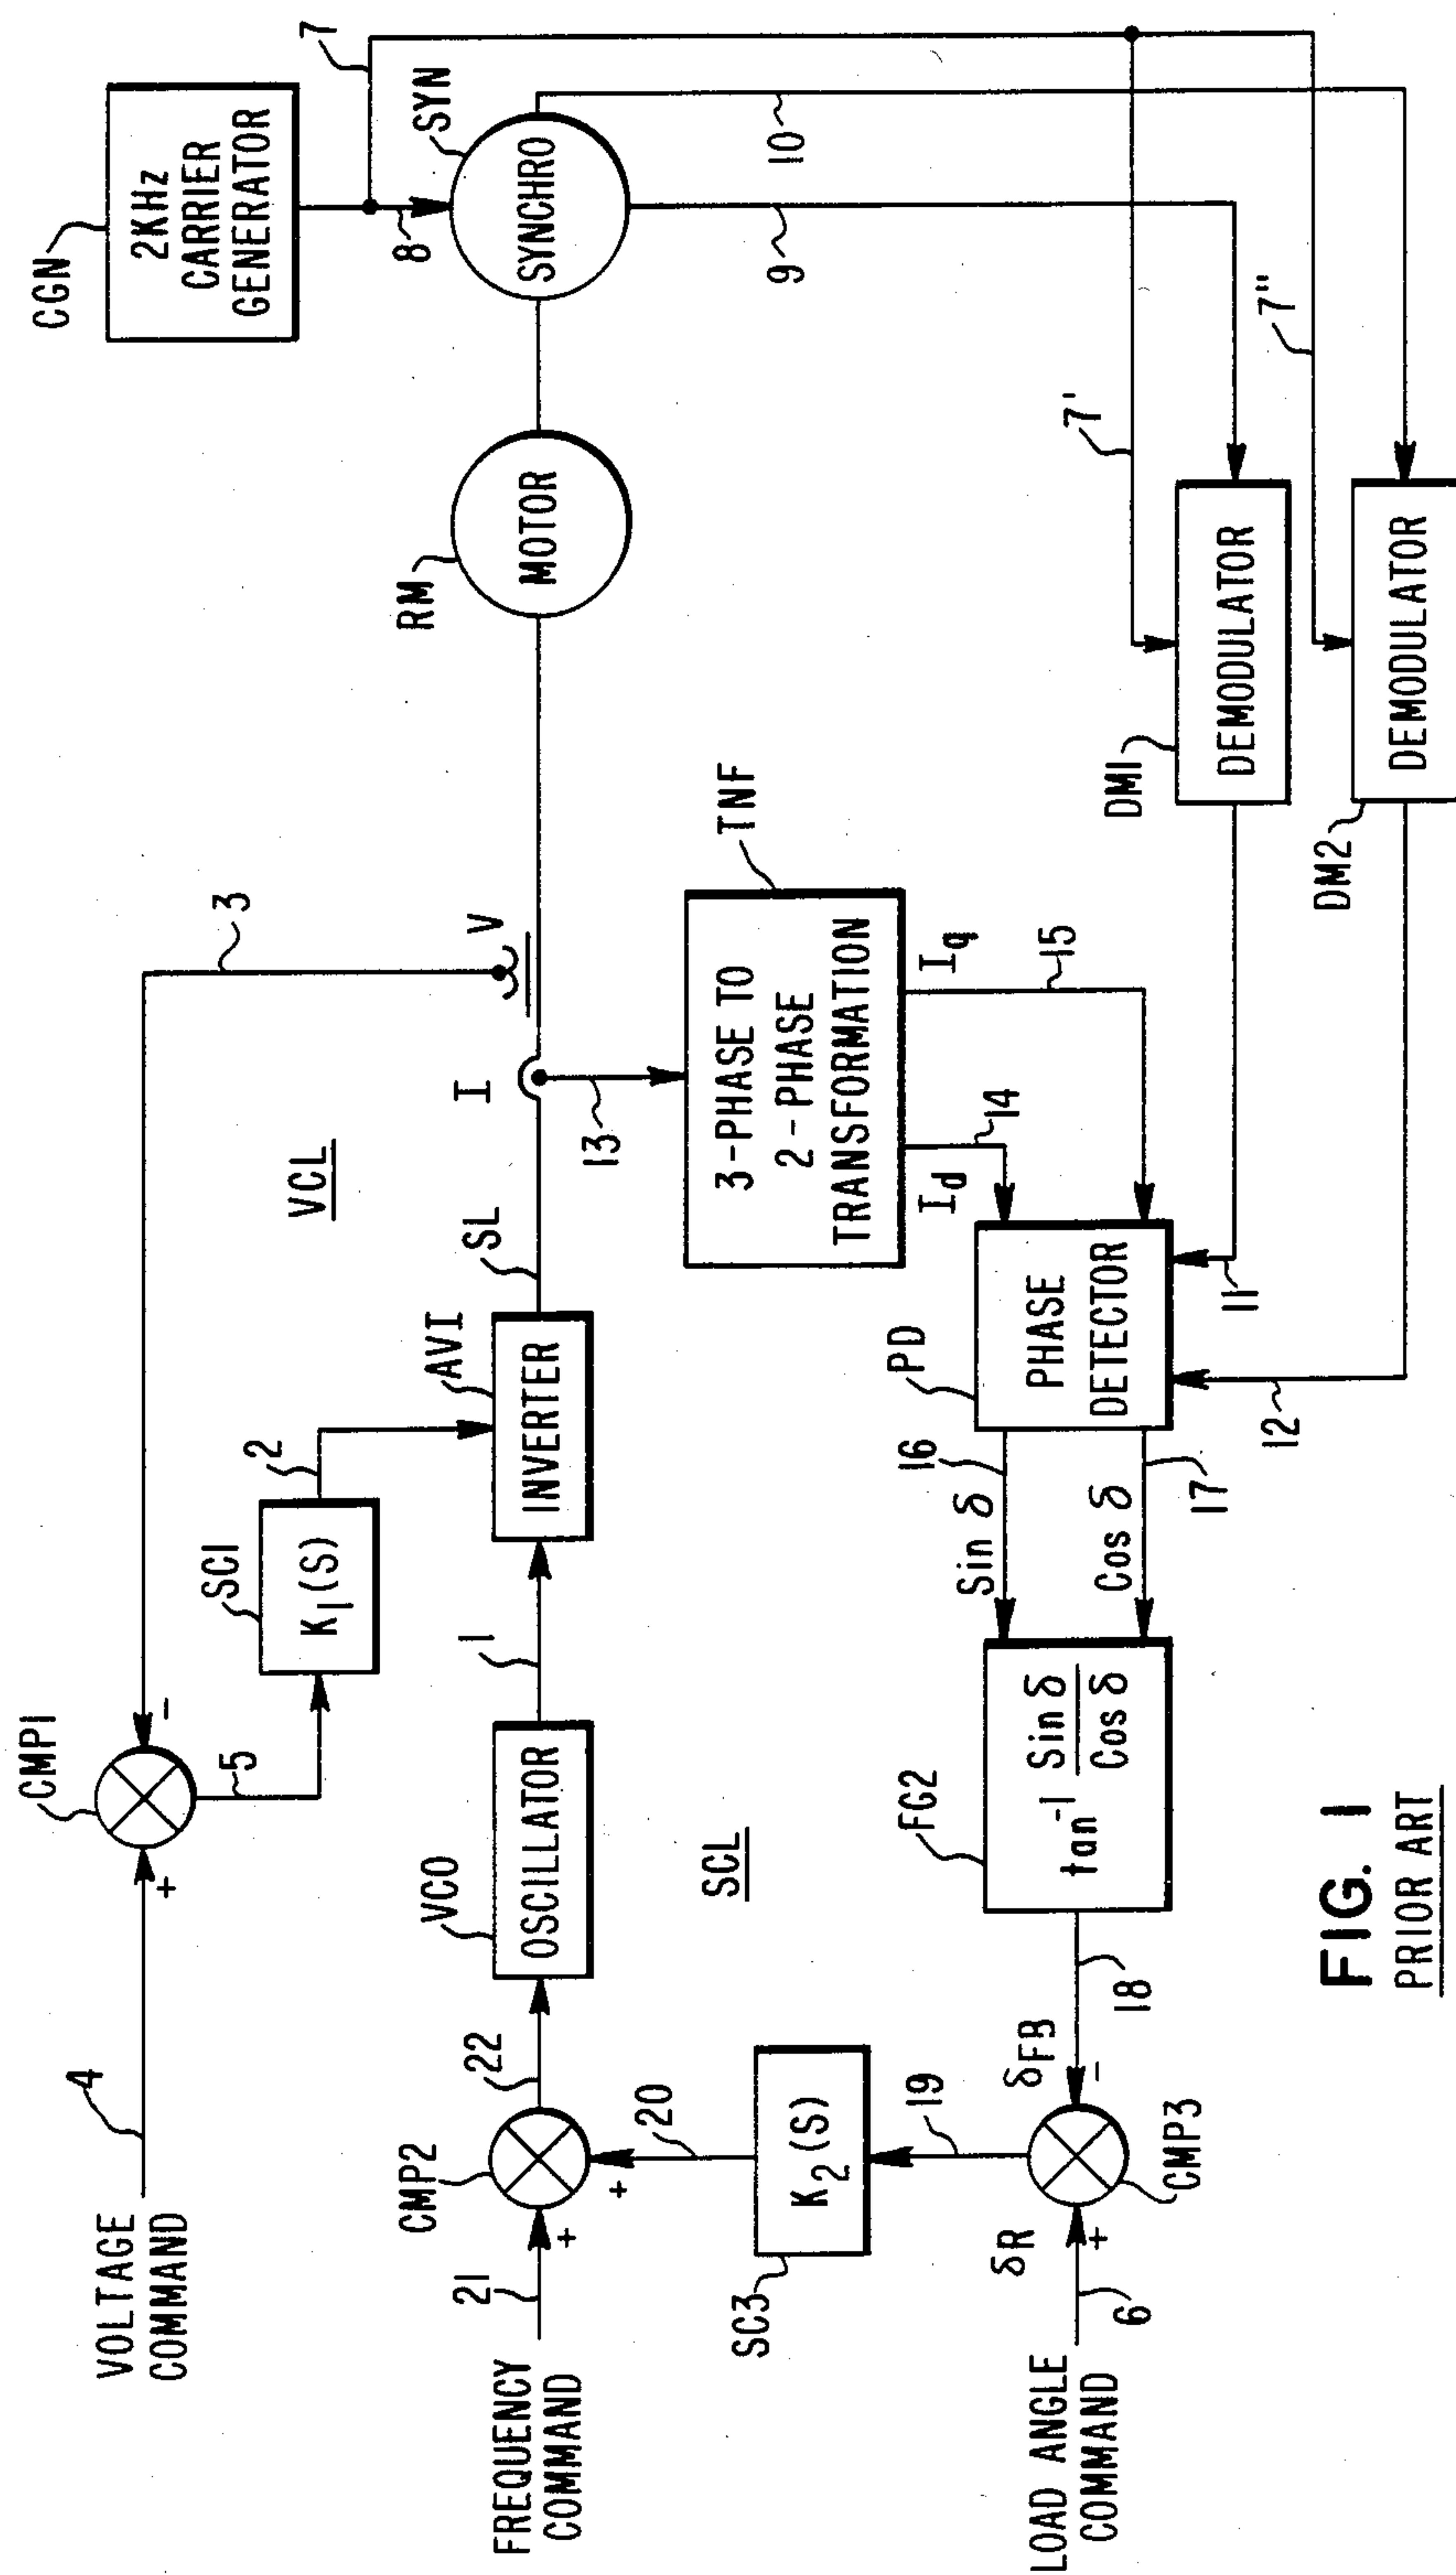 VOLTAGE
COMMAND
4
+
CMP1
-
5
SC1
K1(S)
2
3
VCL
CGN
2KHz
CARRIER
GENERATOR
7
8
SYN
SYNCHRO
10
9
RM
MOTOR
V
I
SL
AVI
INVERTER
1
VCO
OSCILLATOR
22
CMP2
FREQUENCY
COMMAND
21
+
+
20
SCL
13
TNF
3-PHASE TO
2-PHASE
TRANSFORMATION
Id
14
Iq
15
SC3
K2(S)
19
LOAD ANGLE
COMMAND
6
δR
+
CMP3
δFB
-
18
FG2
tan-1 Sin δ
Cos δ
Sin δ
16
Cos δ
17
PD
PHASE
DETECTOR
11
12
DM1
DEMODULATOR
7'
DM2
DEMODULATOR
7"
FIG. 1
PRIOR ART